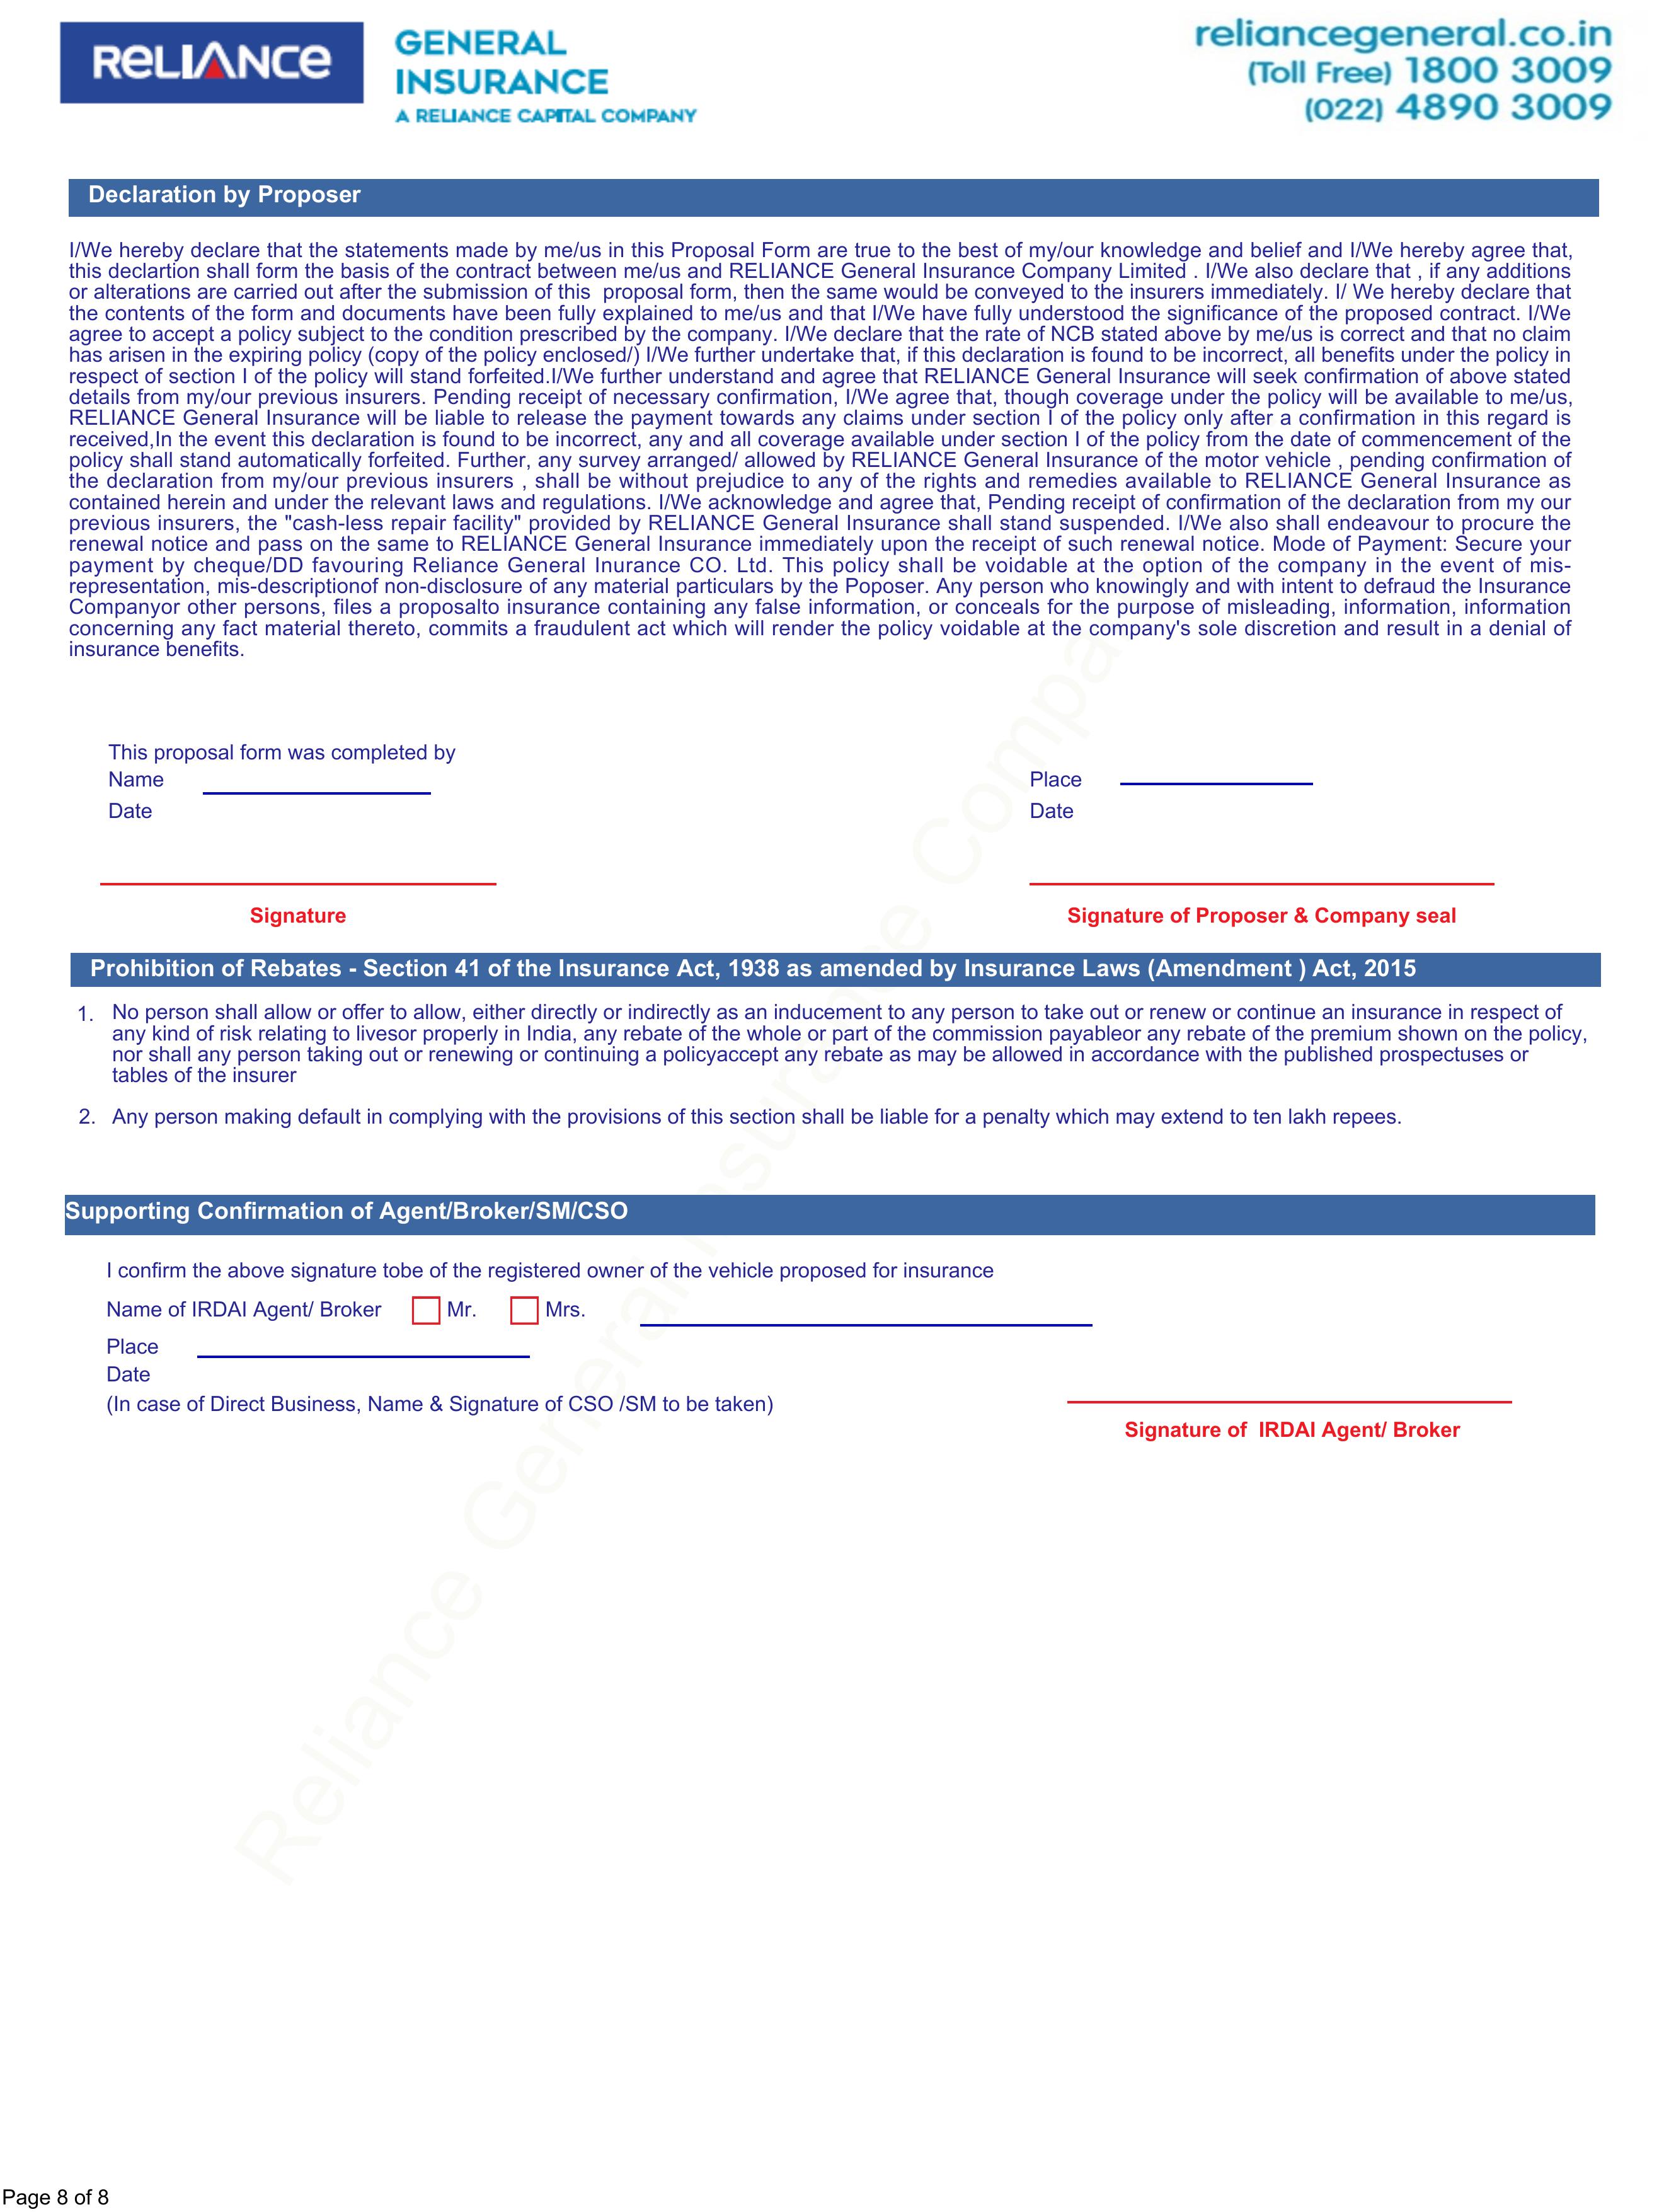 RELIANCE
GENERAL
INSURANCE
A RELIANCE CAPITAL COMPANY
reliancegeneral.co.in
(Toll Free) 1800 3009
(022) 4890 3009
Declaration by Proposer
I/We hereby declare that the statements made by me/us in this Proposal Form are true to the best of my/our knowledge and belief and I/We hereby agree that,
this declartion shall form the basis of the contract between me/us and RELIANCE General Insurance Company Limited . I/We also declare that , if any additions
or alterations are carried out after the submission of this  proposal form, then the same would be conveyed to the insurers immediately. I/ We hereby declare that
the contents of the form and documents have been fully explained to me/us and that I/We have fully understood the significance of the proposed contract. I/We
agree to accept a policy subject to the condition prescribed by the company. I/We declare that the rate of NCB stated above by me/us is correct and that no claim
has arisen in the expiring policy (copy of the policy enclosed/) I/We further undertake that, if this declaration is found to be incorrect, all benefits under the policy in
respect of section I of the policy will stand forfeited.I/We further understand and agree that RELIANCE General Insurance will seek confirmation of above stated
details from my/our previous insurers. Pending receipt of necessary confirmation, I/We agree that, though coverage under the policy will be available to me/us,
RELIANCE General Insurance will be liable to release the payment towards any claims under section I of the policy only after a confirmation in this regard is
received,In the event this declaration is found to be incorrect, any and all coverage available under section I of the policy from the date of commencement of the
policy shall stand automatically forfeited. Further, any survey arranged/ allowed by RELIANCE General Insurance of the motor vehicle , pending confirmation of
the declaration from my/our previous insurers , shall be without prejudice to any of the rights and remedies available to RELIANCE General Insurance as
contained herein and under the relevant laws and regulations. I/We acknowledge and agree that, Pending receipt of confirmation of the declaration from my our
previous insurers, the "cash-less repair facility" provided by RELIANCE General Insurance shall stand suspended. I/We also shall endeavour to procure the
renewal notice and pass on the same to RELIANCE General Insurance immediately upon the receipt of such renewal notice. Mode of Payment: Secure your
payment by cheque/DD favouring Reliance General Inurance CO. Ltd. This policy shall be voidable at the option of the company in the event of mis-
representation, mis-descriptionof non-disclosure of any material particulars by the Poposer. Any person who knowingly and with intent to defraud the Insurance
Companyor other persons, files a proposalto insurance containing any false information, or conceals for the purpose of misleading, information, information
concerning any fact material thereto, commits a fraudulent act which will render the policy voidable at the company's sole discretion and result in a denial of
insurance benefits.
This proposal form was completed by
Name
Place
Date
Date
Signature
Signature of Proposer & Company seal
Prohibition of Rebates - Section 41 of the Insurance Act, 1938 as amended by Insurance Laws (Amendment ) Act, 2015
1. No person shall allow or offer to allow, either directly or indirectly as an inducement to any person to take out or renew or continue an insurance in respect of
any kind of risk relating to livesor properly in India, any rebate of the whole or part of the commission payableor any rebate of the premium shown on the policy,
nor shall any person taking out or renewing or continuing a policyaccept any rebate as may be allowed in accordance with the published prospectuses or
tables of the insurer
2. Any person making default in complying with the provisions of this section shall be liable for a penalty which may extend to ten lakh repees.
Supporting Confirmation of Agent/Broker/SM/CSO
I confirm the above signature tobe of the registered owner of the vehicle proposed for insurance
Name of IRDAI Agent/ Broker Mr. Mrs.
Place
Date
(In case of Direct Business, Name & Signature of CSO /SM to be taken)
Signature of  IRDAI Agent/ Broker
Reliance General Insurance Compa
Page 8 of 8